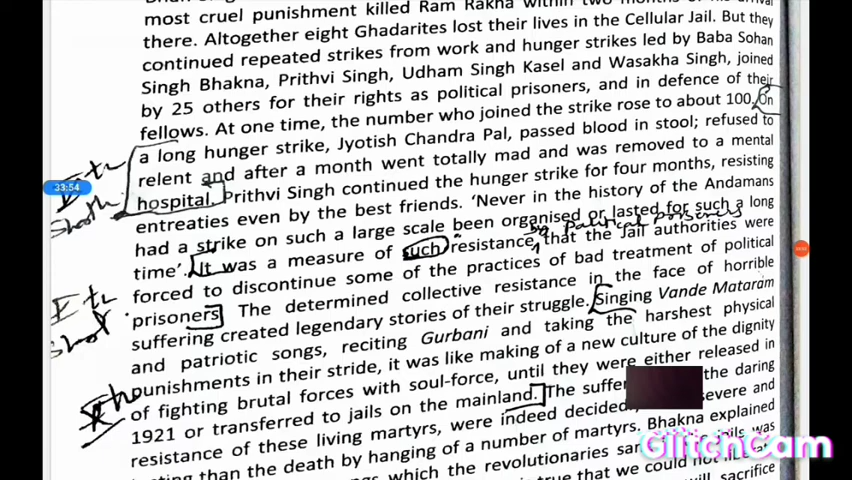 most cruel punishment killed Ram Rakha within two months of his arrival
there. Altogether eight Ghadarites lost their lives in the Cellular Jail. But they
continued repeated strikes from work and hunger strikes led by Baba Sohan
Singh Bhakna, Prithvi Singh, Udham Singh Kasel and Wasakha Singh, joined
by 25 others for their rights as political prisoners, and in defence of their
fellows. At one time, the number who joined the strike rose to about 100. On
a long hunger strike, Jyotish Chandra Pal, passed blood in stool; refused to
relent and after a month went totally mad and was removed to a mental
33:54
hospital. Prithvi Singh continued the hunger strike for four months, resisting
entreaties even by the best friends. 'Never in the history of the Andamans
had a strike on such a large scale been organised or lasted for such a long
by Political prisoners
time'. It was a measure of such resistance, that the Jail authorities were
forced to discontinue some of the practices of bad treatment of political
prisoners. The determined collective resistance in the face of horrible
suffering created legendary stories of their struggle. Singing Vande Mataram
and patriotic songs, reciting Gurbani and taking the harshest physical
punishments in their stride, it was like making of a new culture of the dignity
of fighting brutal forces with soul-force, until they were either released in
1921 or transferred to jails on the mainland. The the daring
resistance of these living martyrs, were indeed severe and
than the death by hanging of a number of martyrs. Bhakna explained
which the revolutionaries jails was
true that we could not
sacrifice
GlitchCam